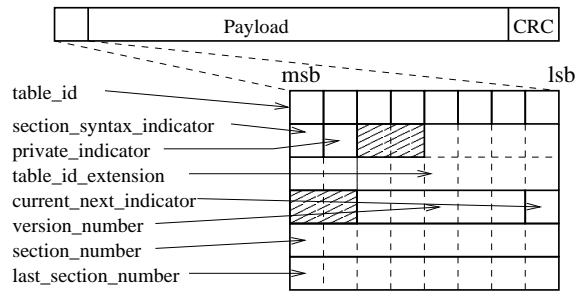 Payload CRC
msb lsb
table_id
section_syntax_indicator
private_indicator
table_id_extension
current_next_indicator
version_number
section_number
last_section_number